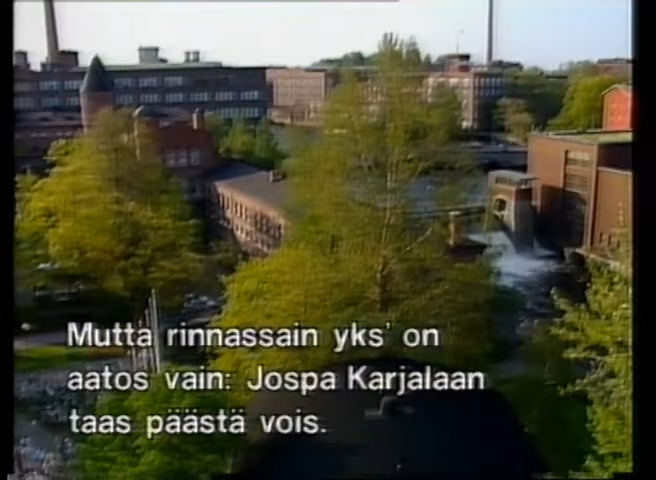 Mutta rinnassain yks' on
aatos vain: Jospa Karjalaan
taas päästä vois.